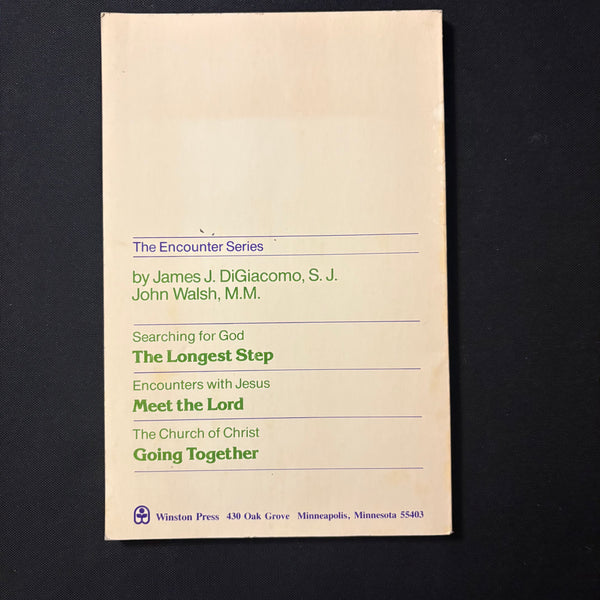 The Encounter Series
by James J. DiGiacomo, S. J.
John Walsh, M.M.
Searching for God
The Longest Step
Encounters with Jesus
Meet the Lord
The Church of Christ
Going Together
Winston Press 430 Oak Grove Minneapolis, Minnesota 55403